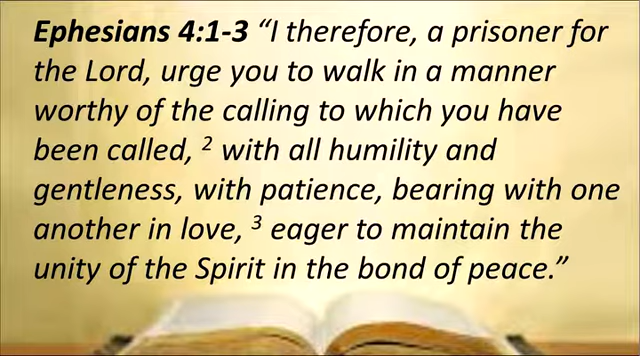 Ephesians 4:1-3 “I therefore, a prisoner for
the Lord, urge you to walk in a manner
worthy of the calling to which you have
been called, ² with all humility and
gentleness, with patience, bearing with one
another in love, ³ eager to maintain the
unity of the Spirit in the bond of peace.”